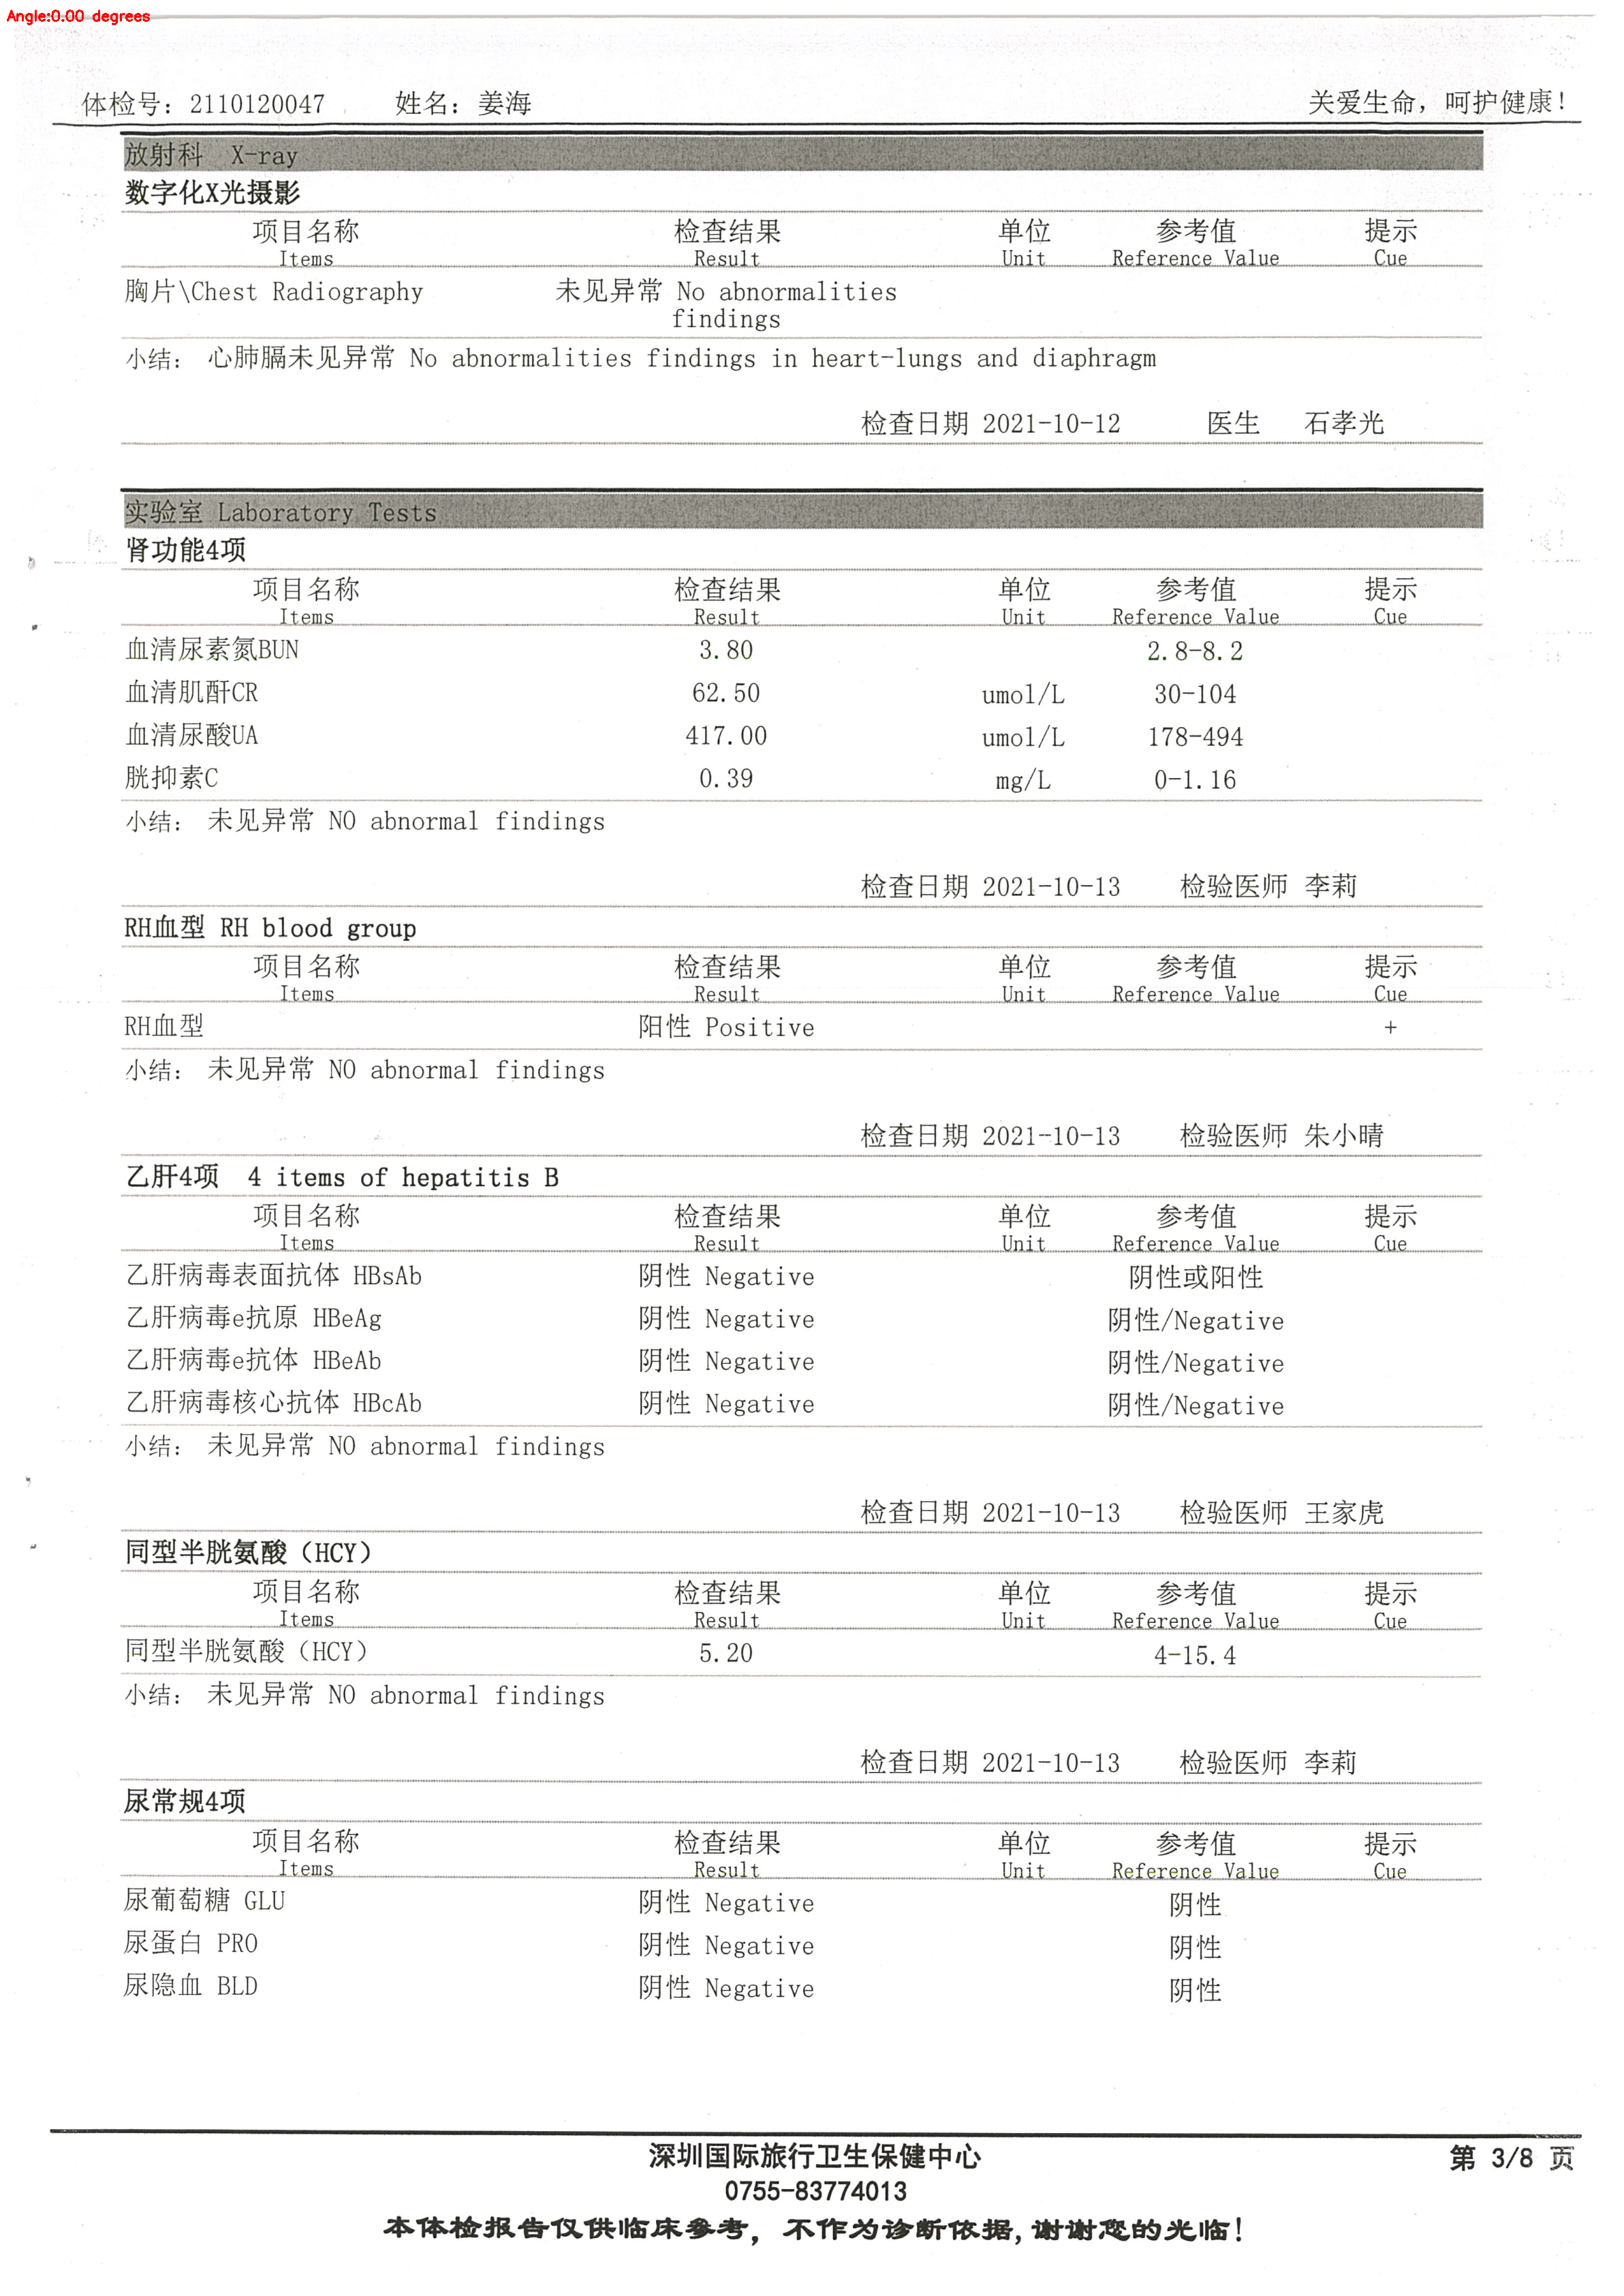 Angle:0.00 degrees
体检号: 2110120047 姓名: 姜海 关爱生命, 呵护健康!
放射科 X-ray
数字化X光摄影
项目名称 检查结果 单位 参考值 提示
Items Result Unit Reference Value Cue
胸片\Chest Radiography 未见异常 No abnormalities
findings
小结: 心肺膈未见异常 No abnormalities findings in heart-lungs and diaphragm
检查日期 2021-10-12 医生 石孝光
实验室 Laboratory Tests
肾功能4项
项目名称 检查结果 单位 参考值 提示
Items Result Unit Reference Value Cue
血清尿素氮BUN 3.80 2.8-8.2
血清肌酐CR 62.50 umol/L 30-104
血清尿酸UA 417.00 umol/L 178-494
胱抑素C 0.39 mg/L 0-1.16
小结: 未见异常 NO abnormal findings
检查日期 2021-10-13 检验医师 李莉
RH血型 RH blood group
项目名称 检查结果 单位 参考值 提示
Items Result Unit Reference Value Cue
RH血型 阳性 Positive +
小结: 未见异常 NO abnormal findings
检查日期 2021-10-13 检验医师 朱小晴
乙肝4项 4 items of hepatitis B
项目名称 检查结果 单位 参考值 提示
Items Result Unit Reference Value Cue
乙肝病毒表面抗体 HBsAb 阴性 Negative 阴性或阳性
乙肝病毒e抗原 HBeAg 阴性 Negative 阴性/Negative
乙肝病毒e抗体 HBeAb 阴性 Negative 阴性/Negative
乙肝病毒核心抗体 HBcAb 阴性 Negative 阴性/Negative
小结: 未见异常 NO abnormal findings
检查日期 2021-10-13 检验医师 王家虎
同型半胱氨酸（HCY）
项目名称 检查结果 单位 参考值 提示
Items Result Unit Reference Value Cue
同型半胱氨酸（HCY） 5.20 4-15.4
小结: 未见异常 NO abnormal findings
检查日期 2021-10-13 检验医师 李莉
尿常规4项
项目名称 检查结果 单位 参考值 提示
Items Result Unit Reference Value Cue
尿葡萄糖 GLU 阴性 Negative 阴性
尿蛋白 PRO 阴性 Negative 阴性
尿隐血 BLD 阴性 Negative 阴性
深圳国际旅行卫生保健中心 第 3/8 页
0755-83774013
本体检报告仅供临床参考, 不作为诊断依据, 谢谢您的光临!